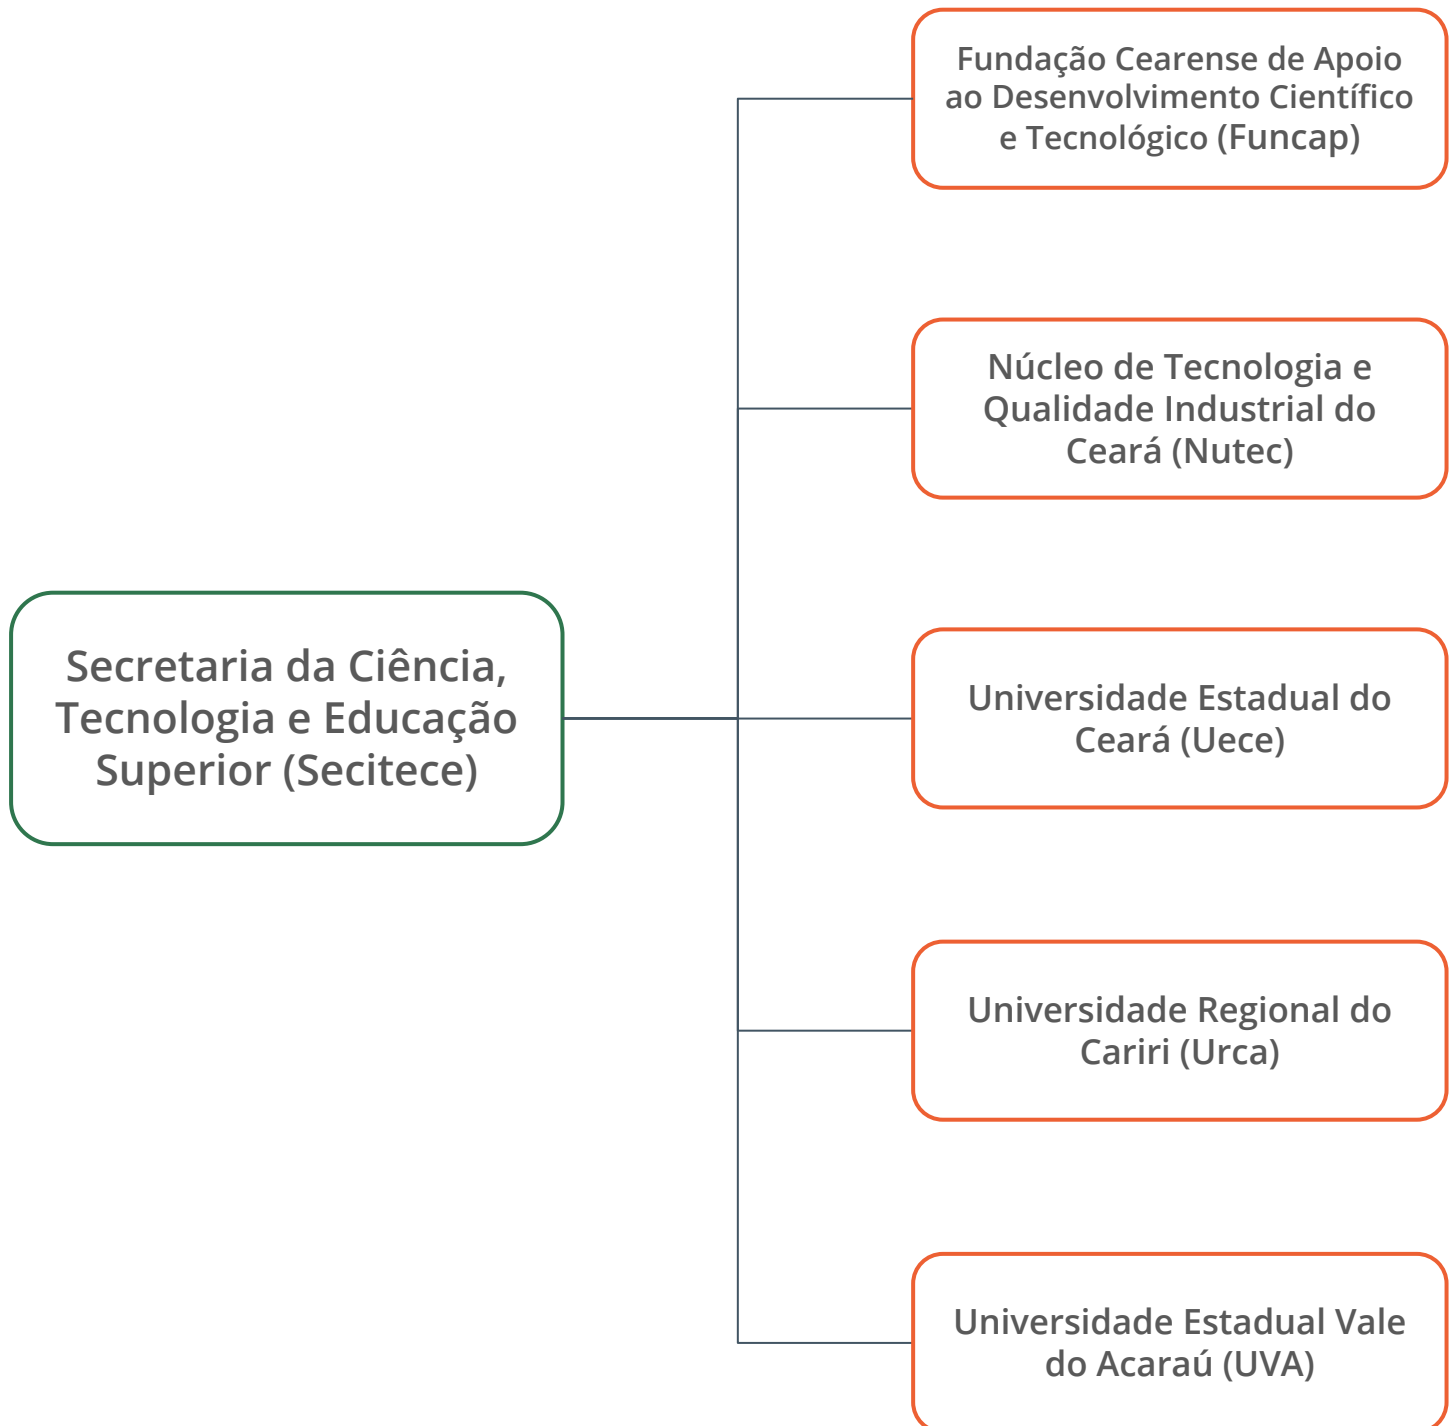 Fundação Cearense de Apoio
ao Desenvolvimento Científico
e Tecnológico (Funcap)
Núcleo de Tecnologia e
Qualidade Industrial do
Ceará (Nutec)
Secretaria da Ciência,
Tecnologia e Educação
Superior (Secitece)
Universidade Estadual do
Ceará (Uece)
Universidade Regional do
Cariri (Urca)
Universidade Estadual Vale
do Acaraú (UVA)